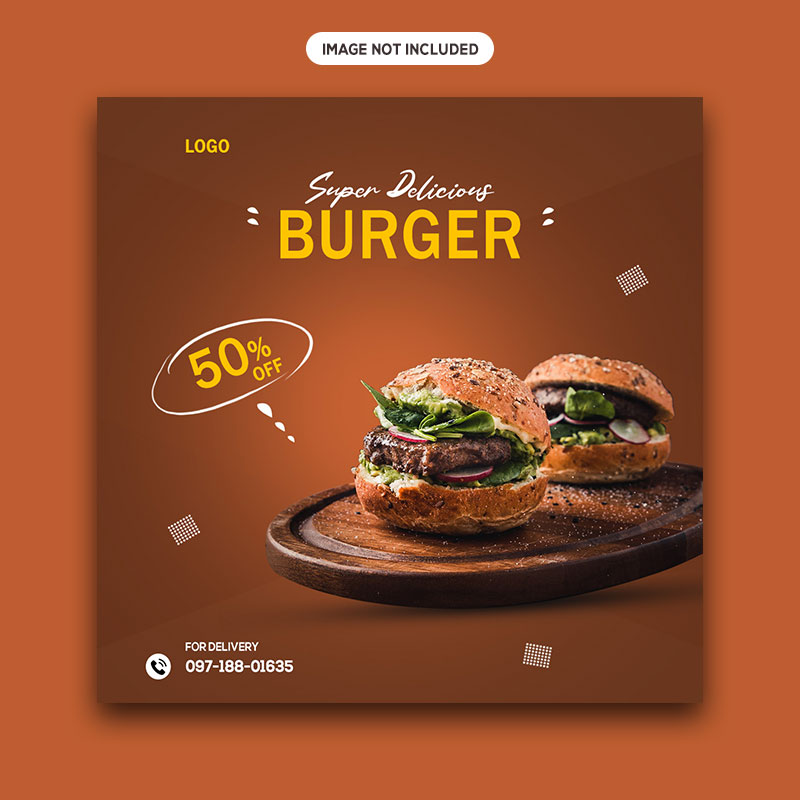 IMAGE NOT INCLUDED
LOGO
Super Delicious
BURGER
50%
OFF
FOR DELIVERY
097-188-01635